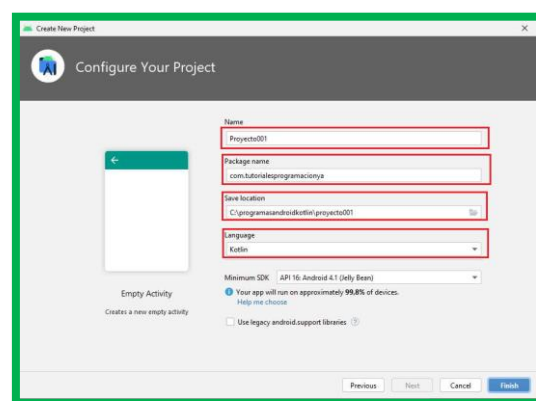 Create New Project
Configure Your Project
Name
Proyecto001
Package name
com.tutorialesprogramacionya
Save location
C:\programasandroidkotlin\proyecto001
Language
Kotlin
Minimum SDK API 16: Android 4.1 (Jelly Bean)
Your app will run on approximately 99,8% of devices.
Help me choose
Use legacy android.support libraries
Empty Activity
Creates a new empty activity
Previous Next Cancel Finish